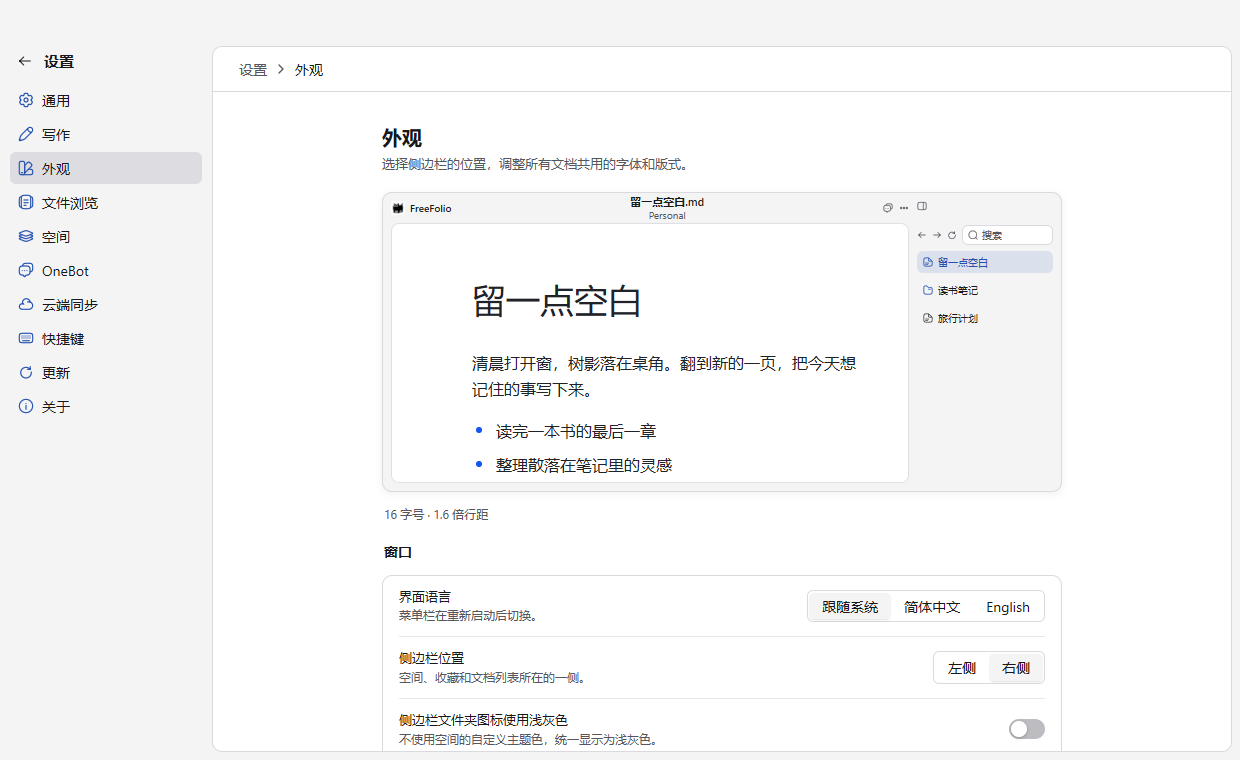 设置
通用
写作
外观
文件浏览
空间
OneBot
云端同步
快捷键
更新
关于
设置 > 外观
外观
选择侧边栏的位置，调整所有文档共用的字体和版式。
FreeFolio
留一点空白.md
Personal
搜索
留一点空白
读书笔记
旅行计划
留一点空白
清晨打开窗，树影落在桌角。翻到新的一页，把今天想
记住的事写下来。
读完一本书的最后一章
整理散落在笔记里的灵感
16 字号 · 1.6 倍行距
窗口
界面语言
菜单栏在重新启动后切换。
跟随系统 简体中文 English
侧边栏位置
空间、收藏和文档列表所在的一侧。
左侧 右侧
侧边栏文件夹图标使用浅灰色
不使用空间的自定义主题色，统一显示为浅灰色。